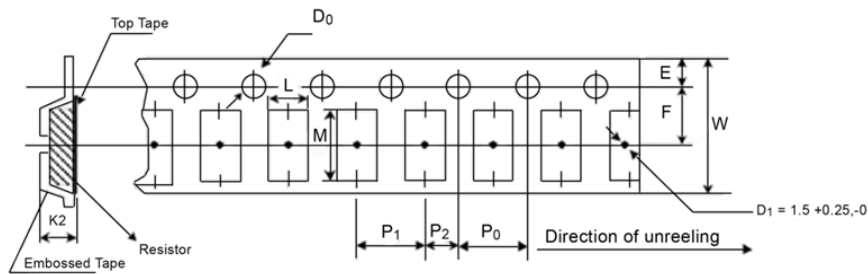 Top Tape
D₀
L
E
F
W
M
K2
D₁ = 1.5 +0.25,-0
P₁
P₂
P₀
Direction of unreeling
Resistor
Embossed Tape